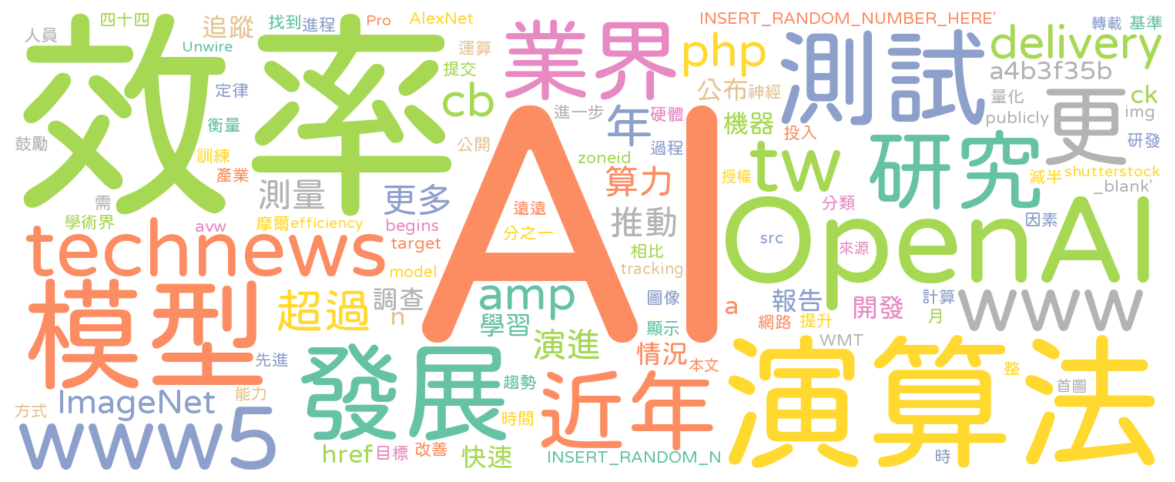 四十四
追蹤
找到
進程
Pro
AlexNet
INSERT_RANDOM_NUMBER_HERE'
轉載
基準
人員
Unwire
運算
提交
業界
php
測試
delivery
a4b3f35b
效率
定律
衡量
cb
公布
神經
量化
ck
img
publicly
更
鼓勵
訓練
產業
公開
進一步
年
硬體
過程
機器
投入
研究
研發
zoneid
tw
減半
shutterstock
_blank'
測量
更多
AI
算力
授權
需
學術界
avw
摩爾
efficiency
begins
target
遠遠
分之一
推動
相比
tracking
分類
因素
src
來源
OpenAI
technews
model
模型
超過
n
調查
amp
學習
圖像
顯示
演進
a
網路
提升
報告
開發
計算
月
www
WMT
先進
情況
本文
發展
趨勢
時間
近年
演算法
整
首圖
能力
方式
ImageNet
www5
href
目標
改善
快速
INSERT_RANDOM_N
時